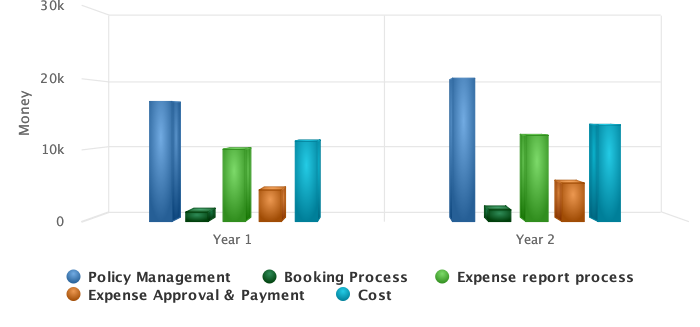 30k
20k
10k
0
Money
Year 1
Year 2
Policy Management
Booking Process
Expense report process
Expense Approval & Payment
Cost